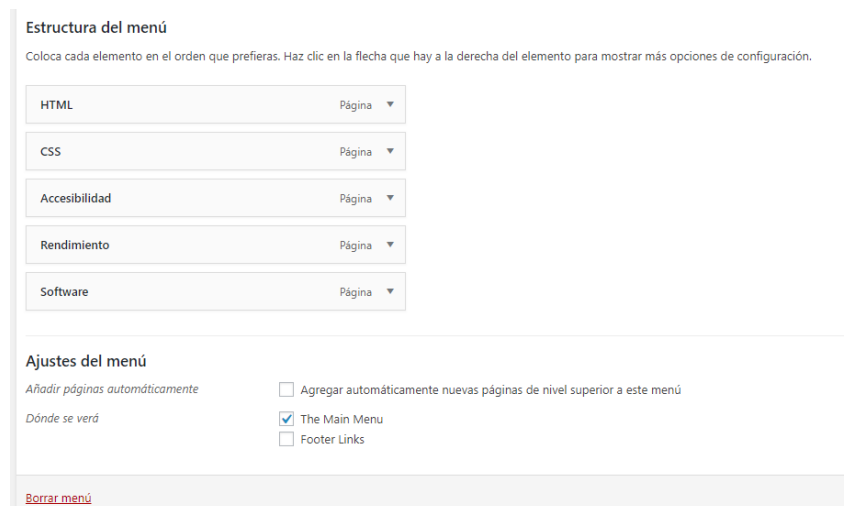 Estructura del menú
Coloca cada elemento en el orden que prefieras. Haz clic en la flecha que hay a la derecha del elemento para mostrar más opciones de configuración.
HTML Página
CSS Página
Accesibilidad Página
Rendimiento Página
Software Página
Ajustes del menú
Añadir páginas automáticamente Agregar automáticamente nuevas páginas de nivel superior a este menú
Dónde se verá The Main Menu
Footer Links
Borrar menú